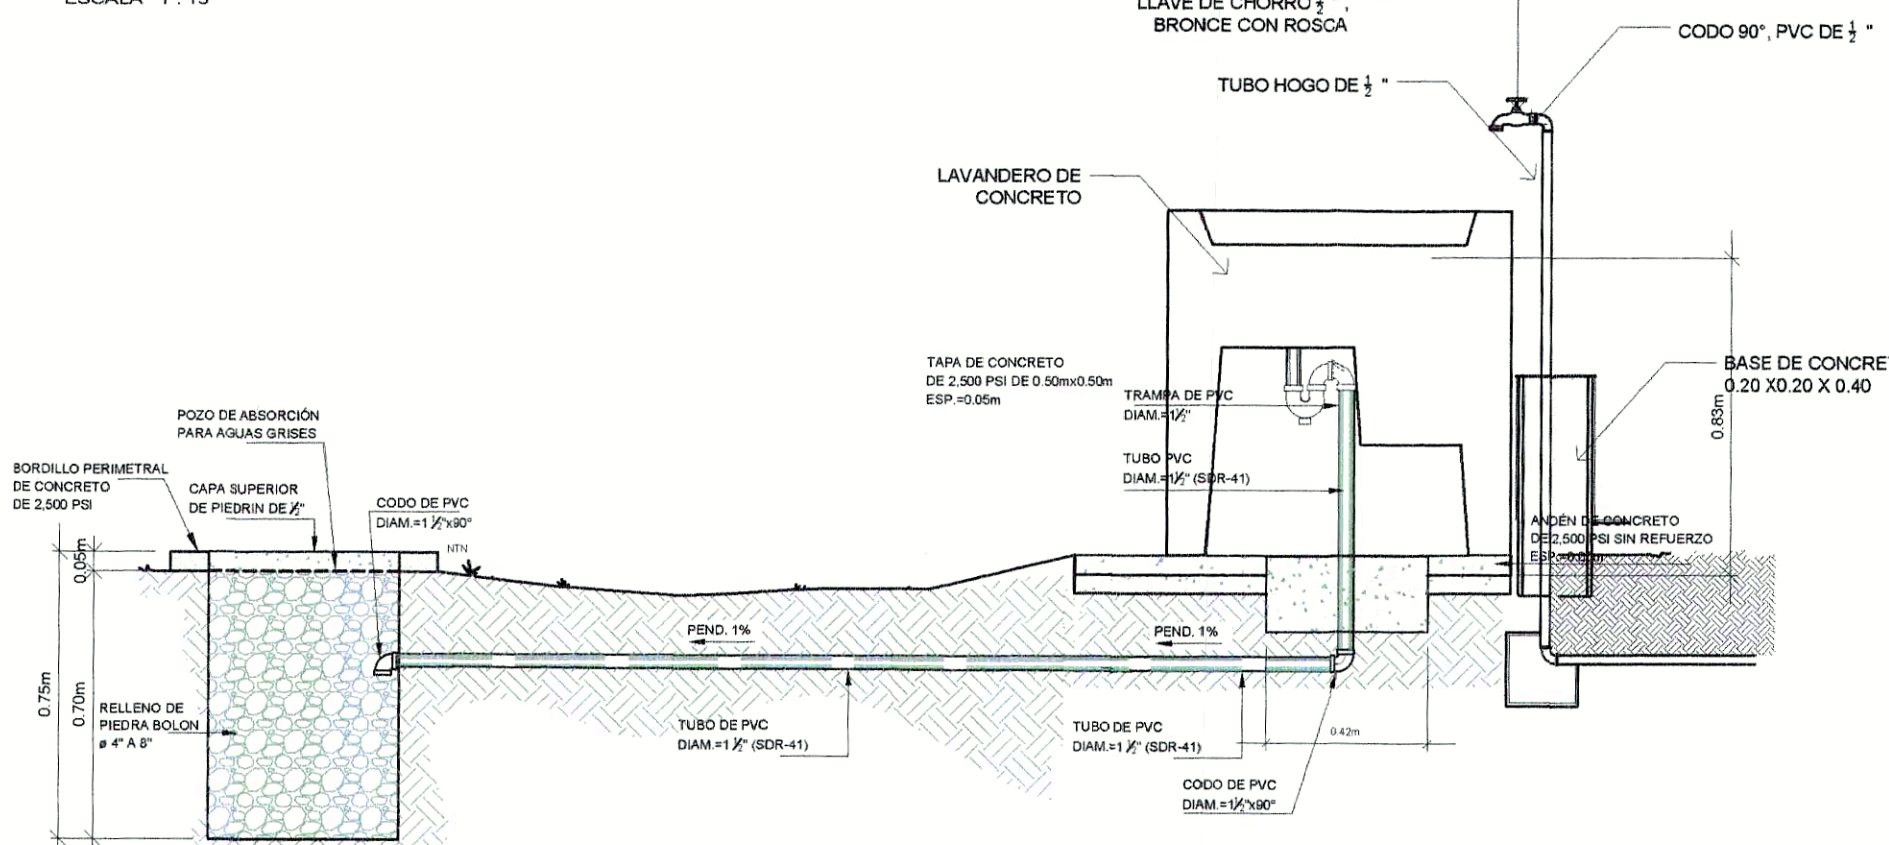 ESCALA 1 : 15
LLAVE DE CHORRO ½ ",
BRONCE CON ROSCA
CODO 90°, PVC DE ½ "
TUBO HOGO DE ½ "
LAVANDERO DE
CONCRETO
TAPA DE CONCRETO
DE 2,500 PSI DE 0.50mx0.50m
ESP.=0.05m
TRAMPA DE PVC
DIAM.=1½"
BASE DE CONCRE
0.20 X0.20 X 0.40
0.83m
POZO DE ABSORCIÓN
PARA AGUAS GRISES
BORDILLO PERIMETRAL
DE CONCRETO
DE 2,500 PSI
CAPA SUPERIOR
DE PIEDRIN DE ½"
CODO DE PVC
DIAM.=1 ½"x90°
TUBO PVC
DIAM.=1½" (SDR-41)
NTN
ANDÉN DE CONCRETO
DE 2,500 PSI SIN REFUERZO
0.05m
PEND. 1%
PEND. 1%
0.75m
0.70m
RELLENO DE
PIEDRA BOLON
ø 4" A 8"
TUBO DE PVC
DIAM.=1 ½" (SDR-41)
TUBO DE PVC
DIAM.=1 ½" (SDR-41)
0.42m
CODO DE PVC
DIAM.=1½"x90°